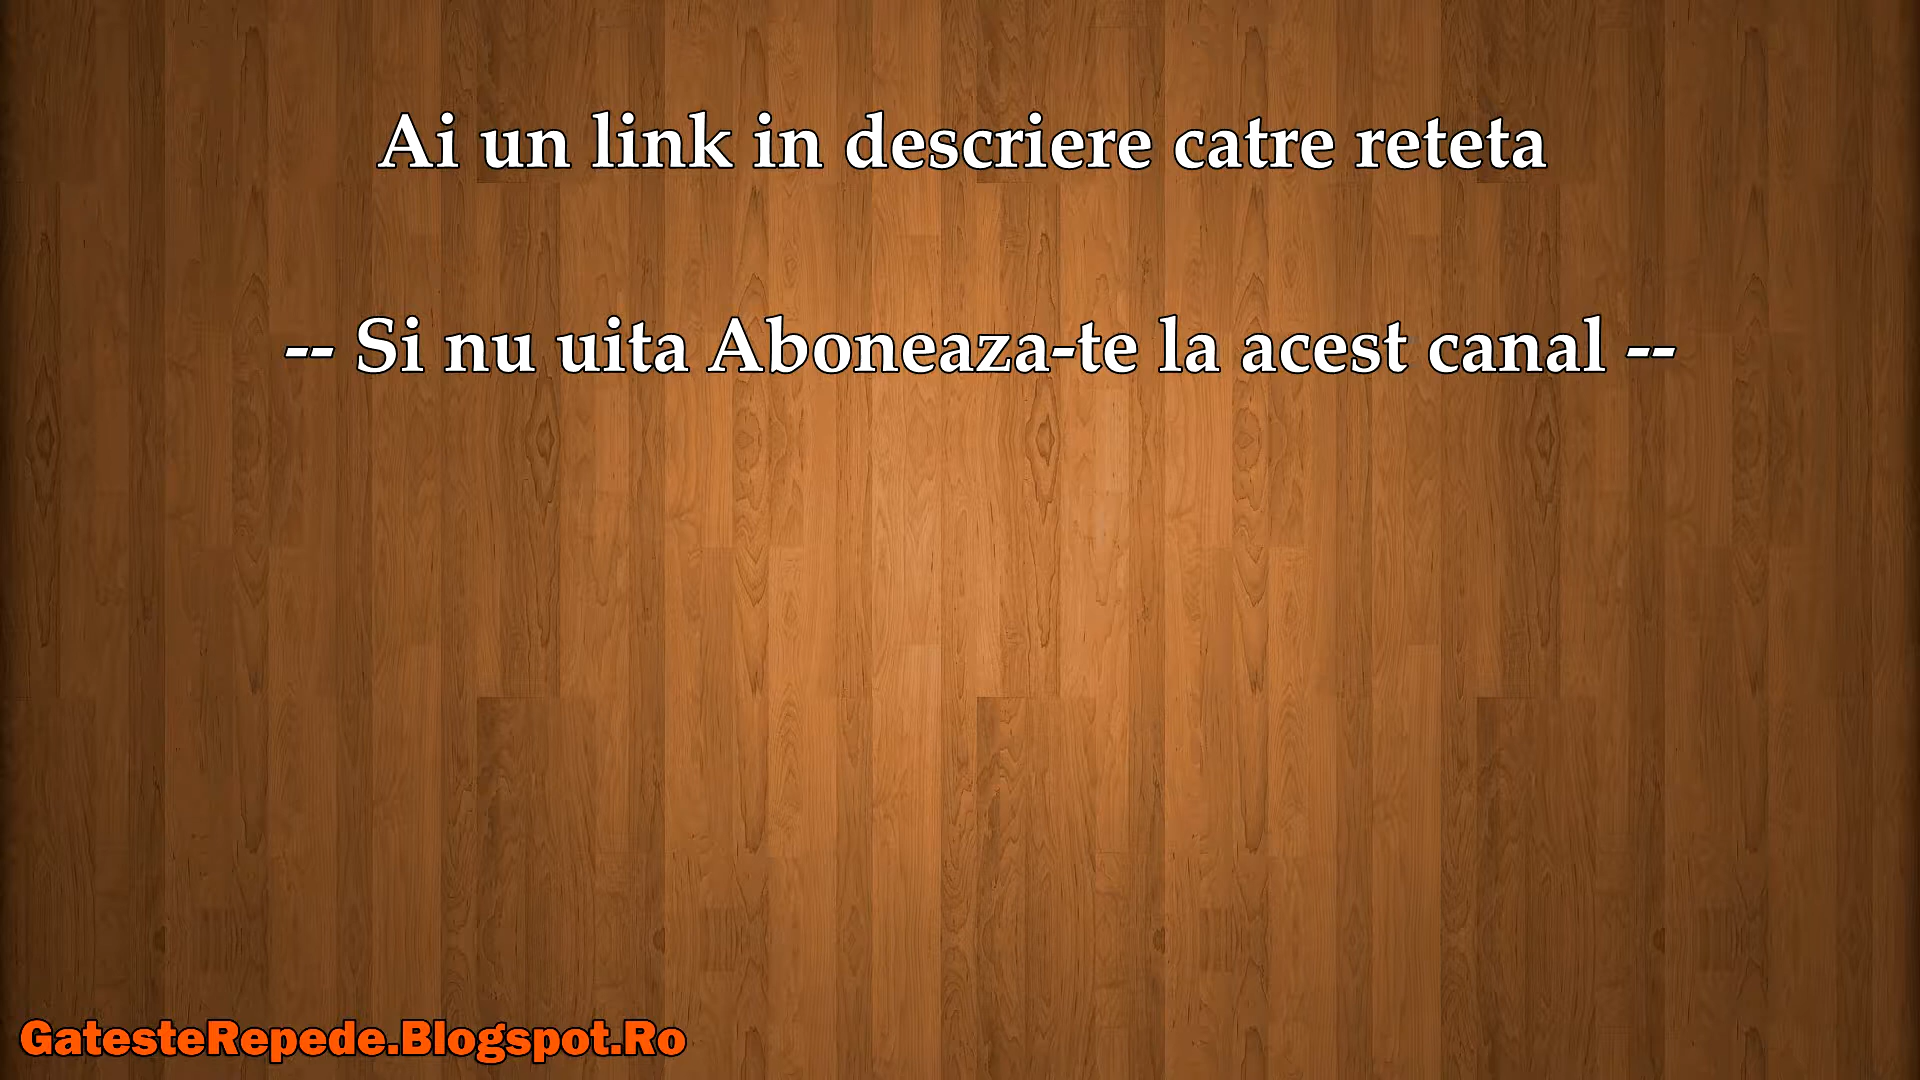 Ai un link in descriere catre reteta
-- Si nu uita Aboneaza-te la acest canal --
GatesteRepede.Blogspot.Ro